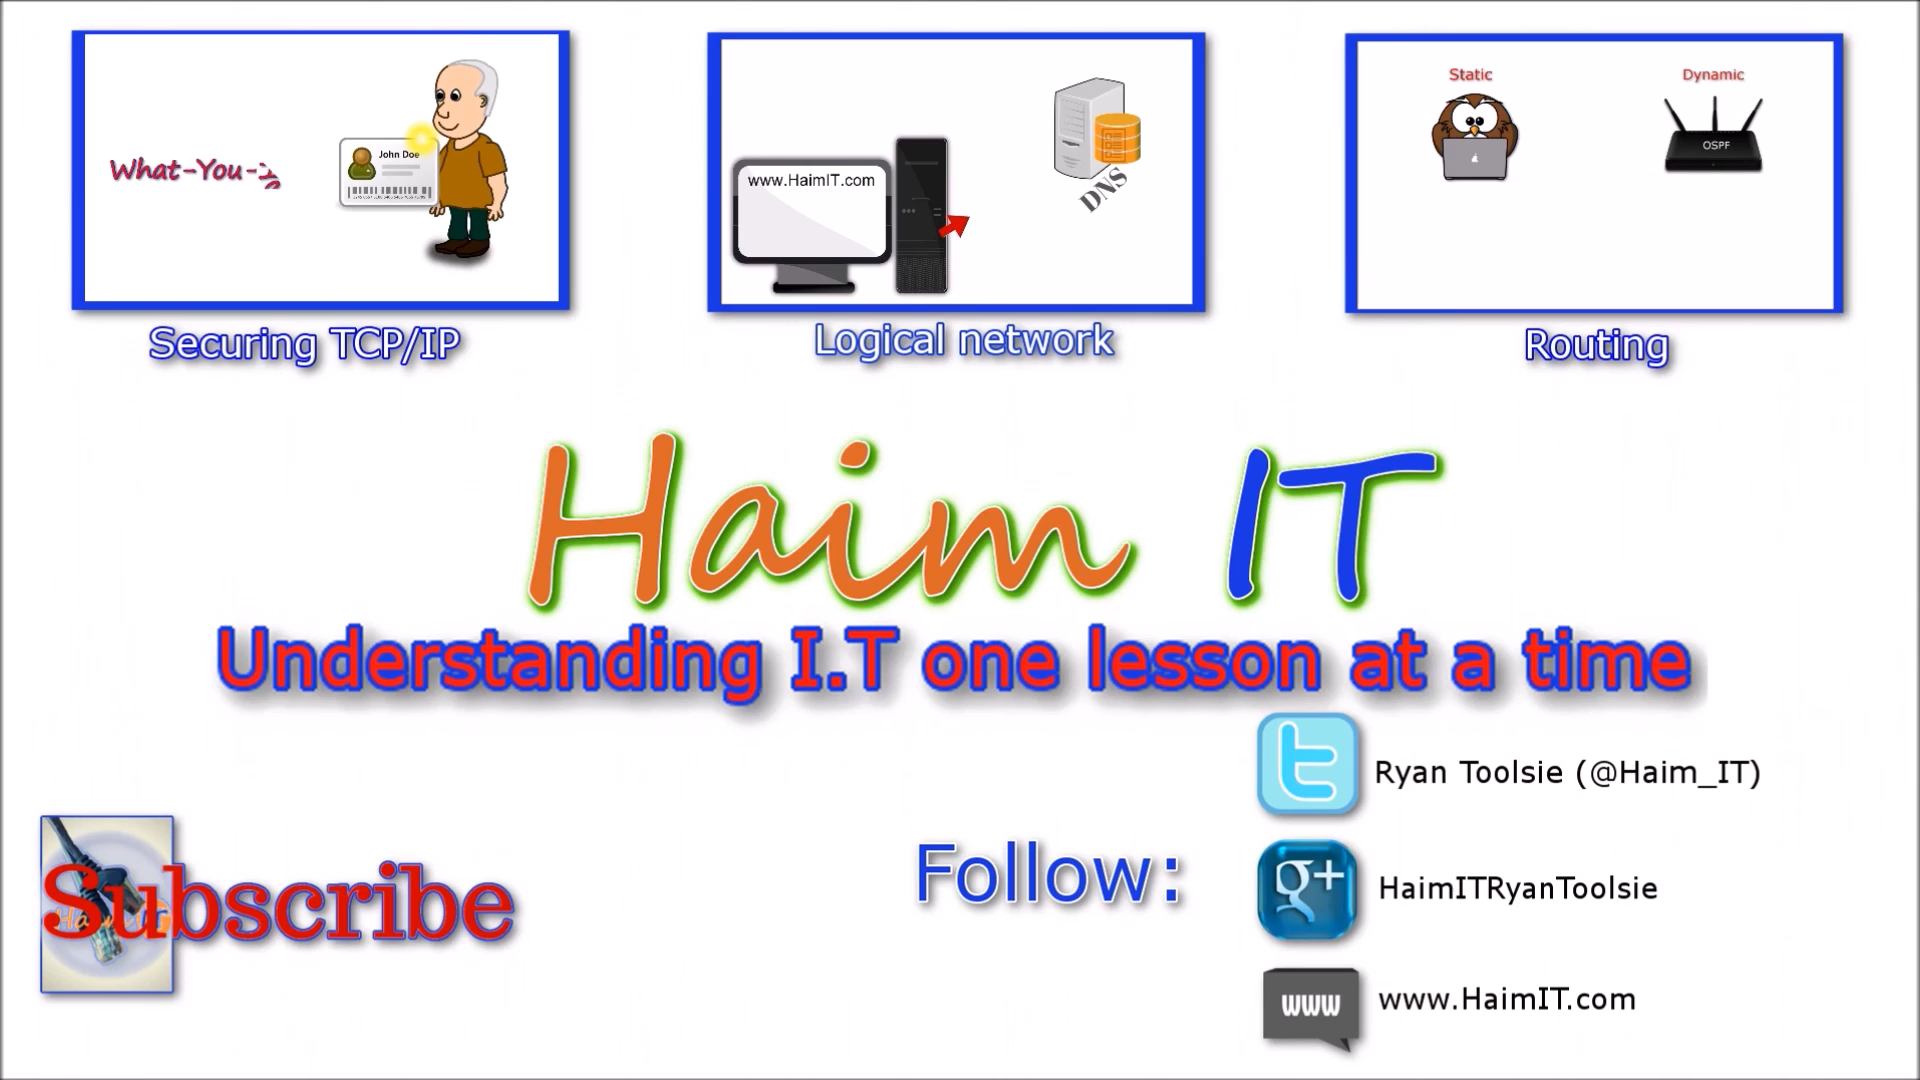 What-You-
John Doe
Securing TCP/IP
www.HaimIT.com
DNS
Logical network
Static
Dynamic
OSPF
Routing
Haim IT
Understanding I.T one lesson at a time
Subscribe
Follow:
t
Ryan Toolsie (@Haim_IT)
g+
HaimITRyanToolsie
www
www.HaimIT.com